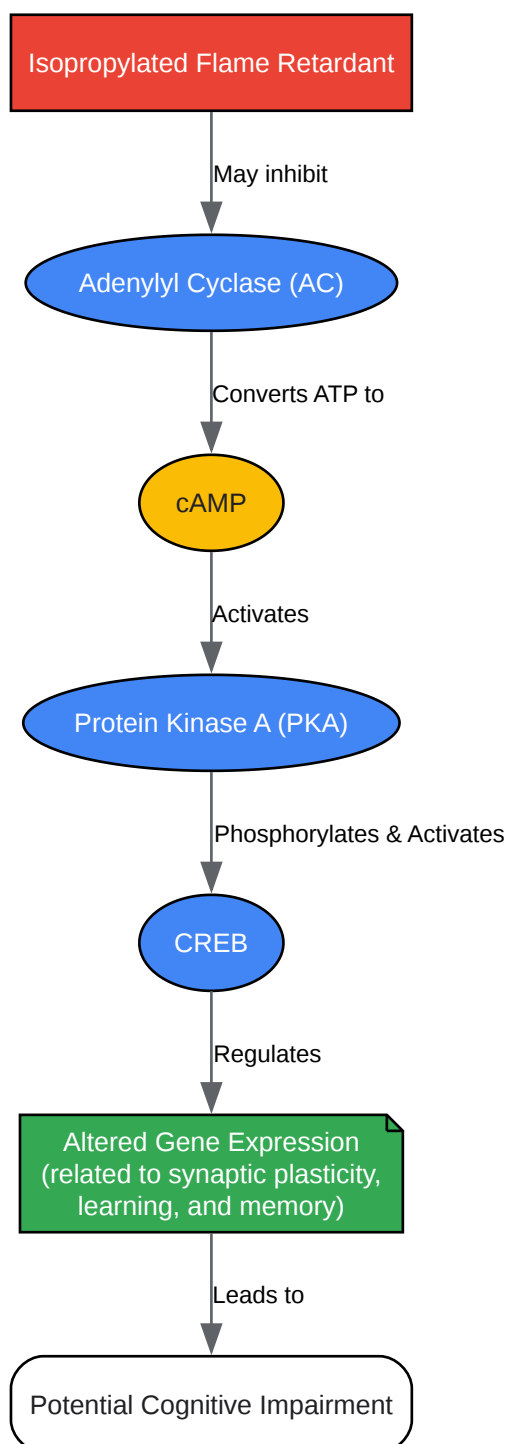 Isopropylated Flame Retardant
May inhibit
Adenylyl Cyclase (AC)
Converts ATP to
cAMP
Activates
Protein Kinase A (PKA)
Phosphorylates & Activates
CREB
Regulates
Altered Gene Expression
(related to synaptic plasticity,
learning, and memory)
Leads to
Potential Cognitive Impairment